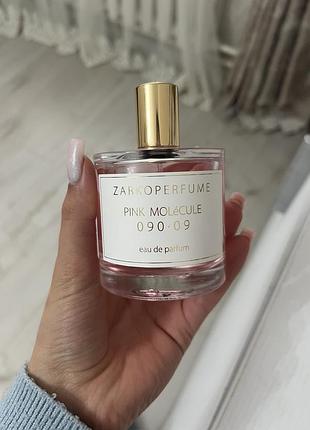 ZARKOPERFUME
PINK MOLéCULE
090·09
eau de parfum